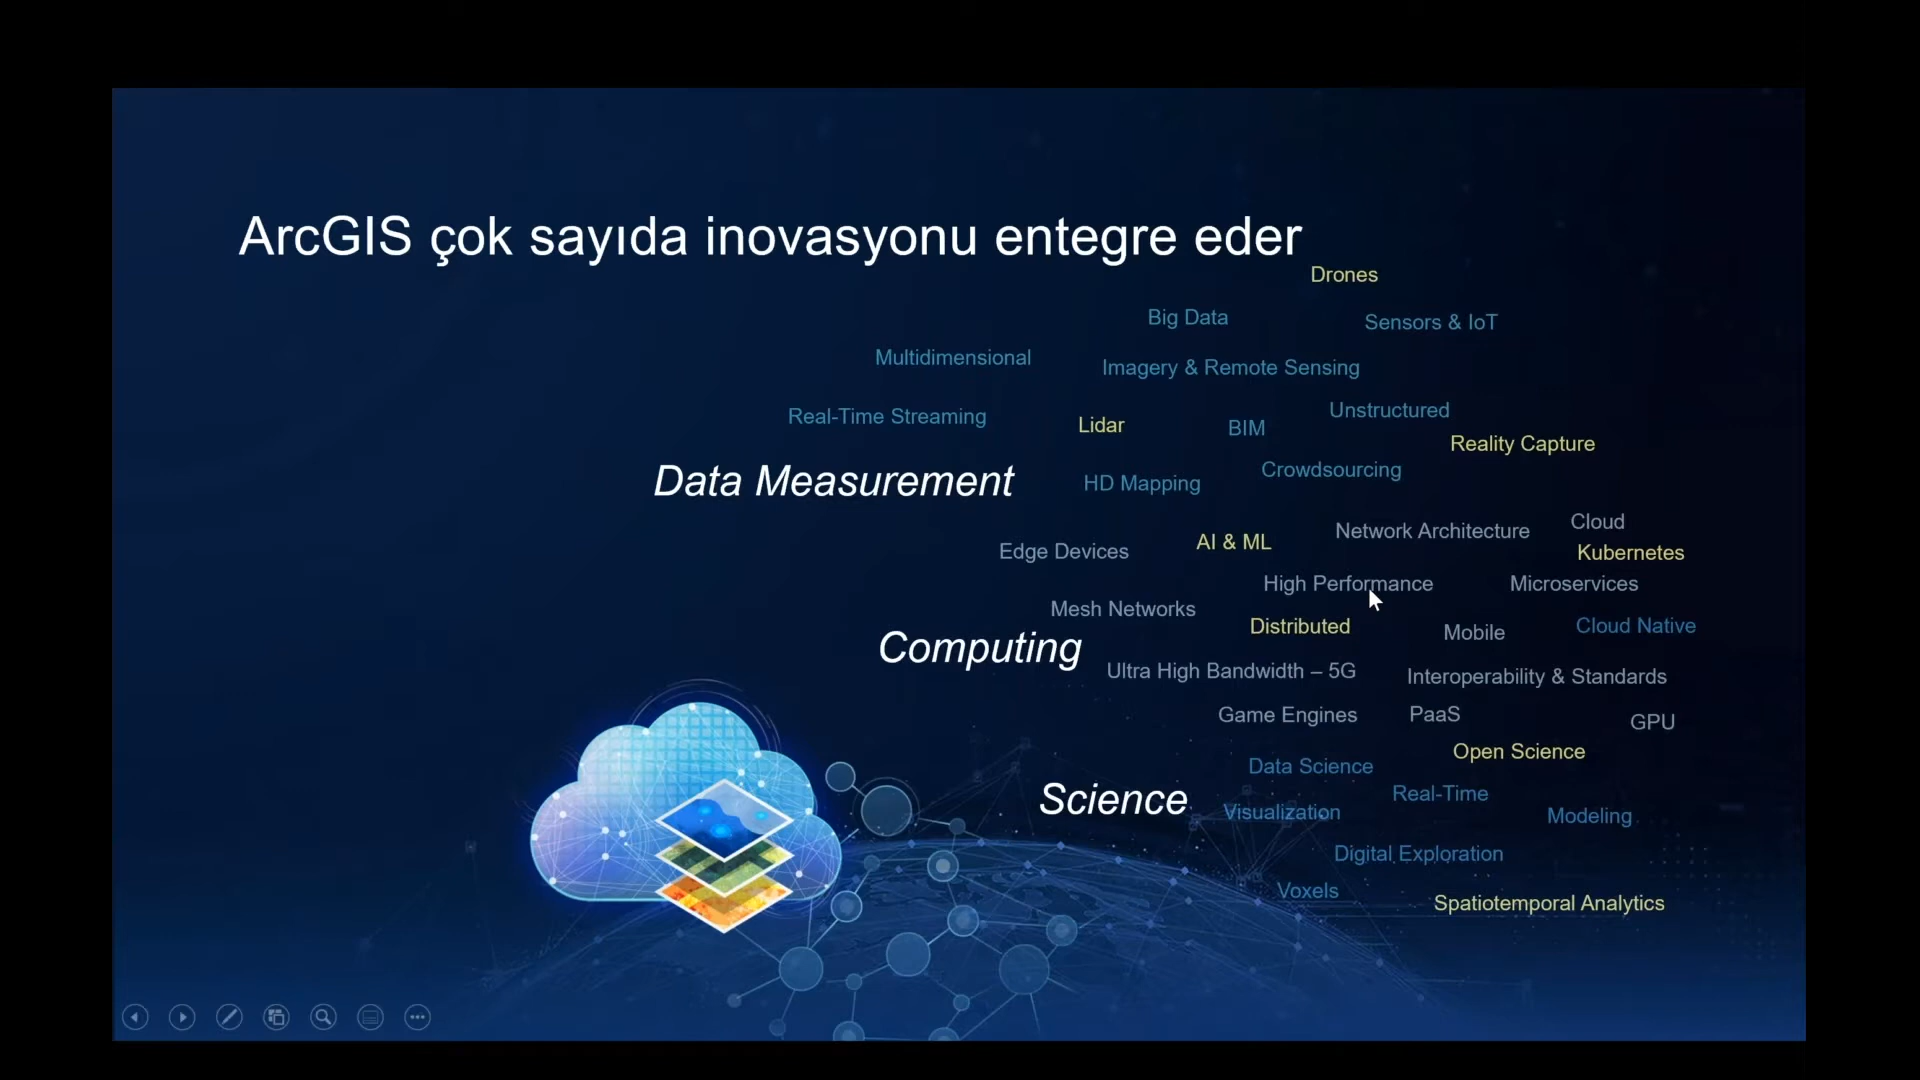 ArcGIS çok sayıda inovasyonu entegre eder
Drones
Big Data
Sensors & IoT
Multidimensional
Imagery & Remote Sensing
Real-Time Streaming
Lidar
BIM
Unstructured
Reality Capture
Data Measurement
HD Mapping
Crowdsourcing
Edge Devices
AI & ML
Network Architecture
Cloud
Kubernetes
High Performance
Microservices
Mesh Networks
Distributed
Mobile
Cloud Native
Computing
Ultra High Bandwidth – 5G
Interoperability & Standards
Game Engines
PaaS
GPU
Open Science
Data Science
Real-Time
Science
Visualization
Modeling
Digital Exploration
Voxels
Spatiotemporal Analytics